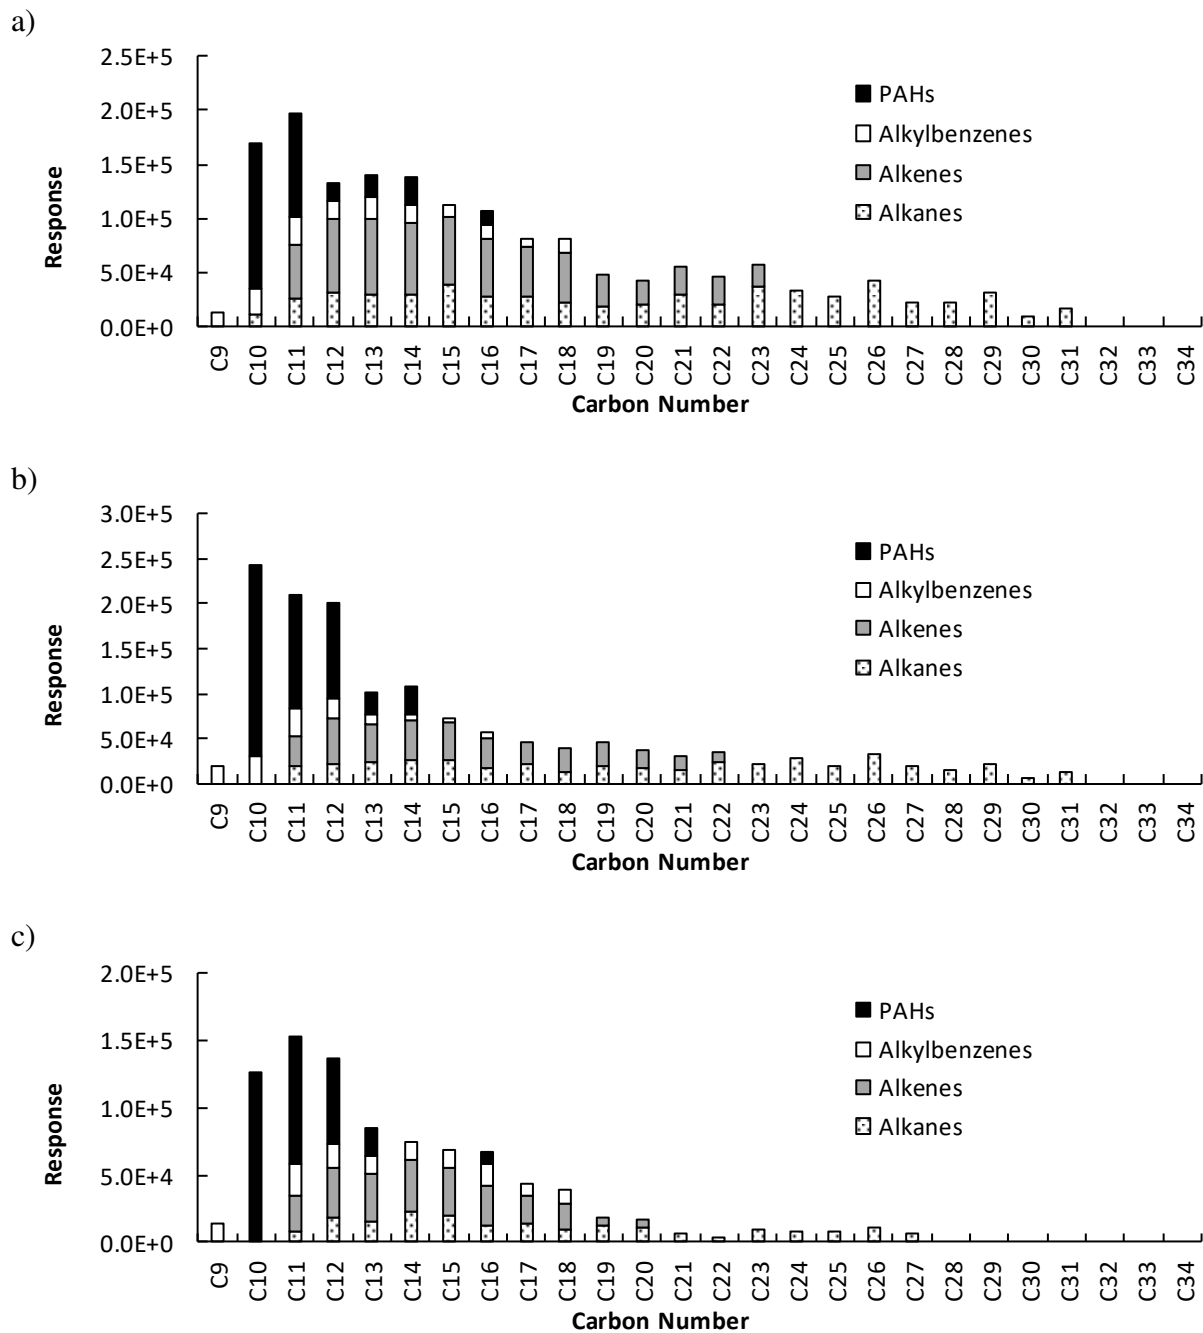 a)
2.5E+5
2.0E+5
1.5E+5
1.0E+5
5.0E+4
0.0E+0
Response
PAHs
Alkylbenzenes
Alkenes
Alkanes
C9 C10 C11 C12 C13 C14 C15 C16 C17 C18 C19 C20 C21 C22 C23 C24 C25 C26 C27 C28 C29 C30 C31 C32 C33 C34
Carbon Number
b)
3.0E+5
2.5E+5
2.0E+5
1.5E+5
1.0E+5
5.0E+4
0.0E+0
Response
PAHs
Alkylbenzenes
Alkenes
Alkanes
C9 C10 C11 C12 C13 C14 C15 C16 C17 C18 C19 C20 C21 C22 C23 C24 C25 C26 C27 C28 C29 C30 C31 C32 C33 C34
Carbon Number
c)
2.0E+5
1.5E+5
1.0E+5
5.0E+4
0.0E+0
Response
PAHs
Alkylbenzenes
Alkenes
Alkanes
C9 C10 C11 C12 C13 C14 C15 C16 C17 C18 C19 C20 C21 C22 C23 C24 C25 C26 C27 C28 C29 C30 C31 C32 C33 C34
Carbon Number